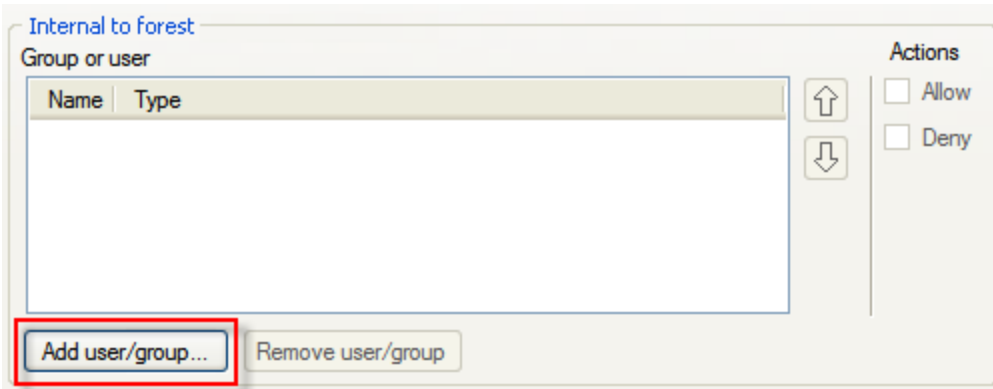 Internal to forest
Group or user
Actions
Name Type
Allow
Deny
Add user/group...
Remove user/group